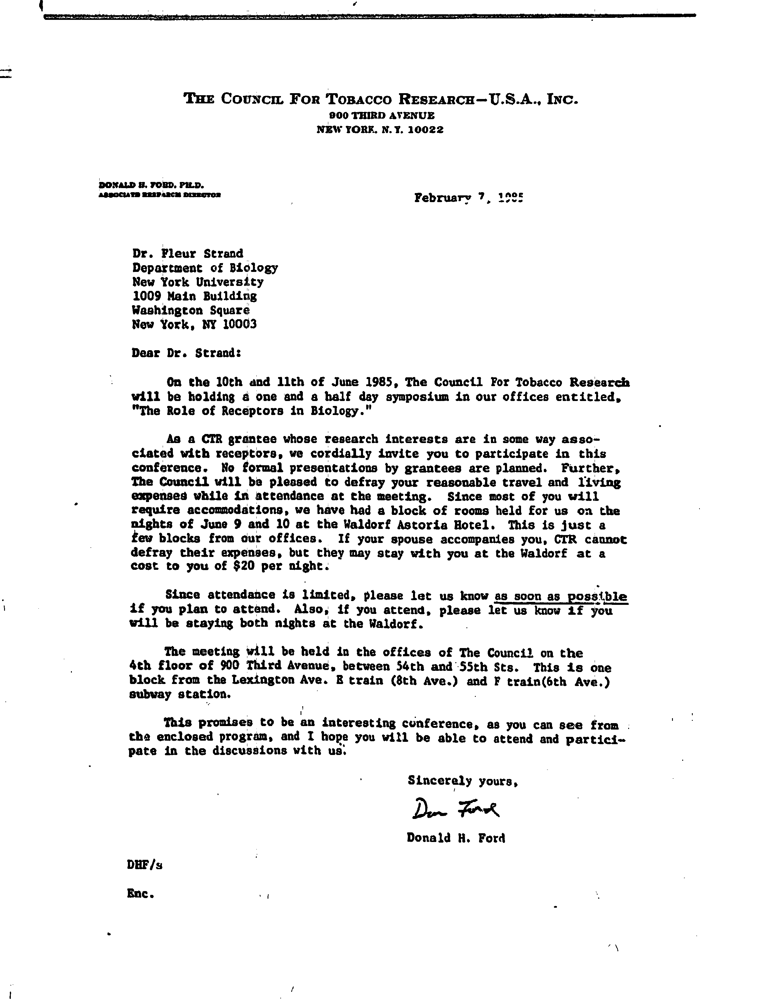 THE COUNCIL FOR TOBACCO RESEARCH—U.S.A., INC.
900 THIRD AVENUE
NEW YORK, N.Y. 10022
DONALD H. FORD, PH.D.
ASSOCIATE RESEARCH DIRECTOR
February 7, 1985
Dr. Fleur Strand
Department of Biology
New York University
1009 Main Building
Washington Square
New York, NY 10003
Dear Dr. Strand:
On the 10th and 11th of June 1985, The Council For Tobacco Research
will be holding a one and a half day symposium in our offices entitled,
"The Role of Receptors in Biology."
As a CTR grantee whose research interests are in some way asso-
ciated with receptors, we cordially invite you to participate in this
conference. No formal presentations by grantees are planned. Further,
The Council will be pleased to defray your reasonable travel and living
expenses while in attendance at the meeting. Since most of you will
require accommodations, we have had a block of rooms held for us on the
nights of June 9 and 10 at the Waldorf Astoria Hotel. This is just a
few blocks from our offices. If your spouse accompanies you, CTR cannot
defray their expenses, but they may stay with you at the Waldorf at a
cost to you of $20 per night.
Since attendance is limited, please let us know as soon as possible
if you plan to attend. Also, if you attend, please let us know if you
will be staying both nights at the Waldorf.
The meeting will be held in the offices of The Council on the
4th floor of 900 Third Avenue, between 54th and 55th Sts. This is one
block from the Lexington Ave. E train (8th Ave.) and F train(6th Ave.)
subway station.
This promises to be an interesting conference, as you can see from
the enclosed program, and I hope you will be able to attend and partici-
pate in the discussions with us.
Sincerely yours,
Don Ford
Donald H. Ford
DHF/s
Enc.